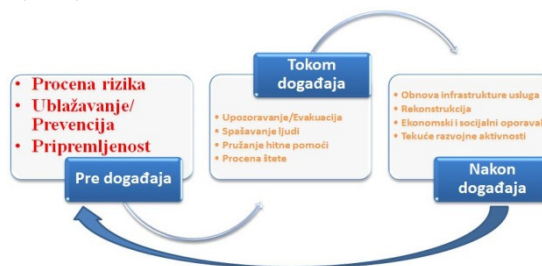 • Procena rizika
• Ublažavanje/
Prevencija
• Pripremljenost
Pre događaja
Tokom
događaja
• Upozoravanje/Evakuacija
• Spašavanje ljudi
• Pružanje hitne pomoći
• Procena štete
• Obnova infrastrukture usluga
• Rekonstrukcija
• Ekonomski i socijalni oporavak
• Tekuće razvojne aktivnosti
Nakon
događaja